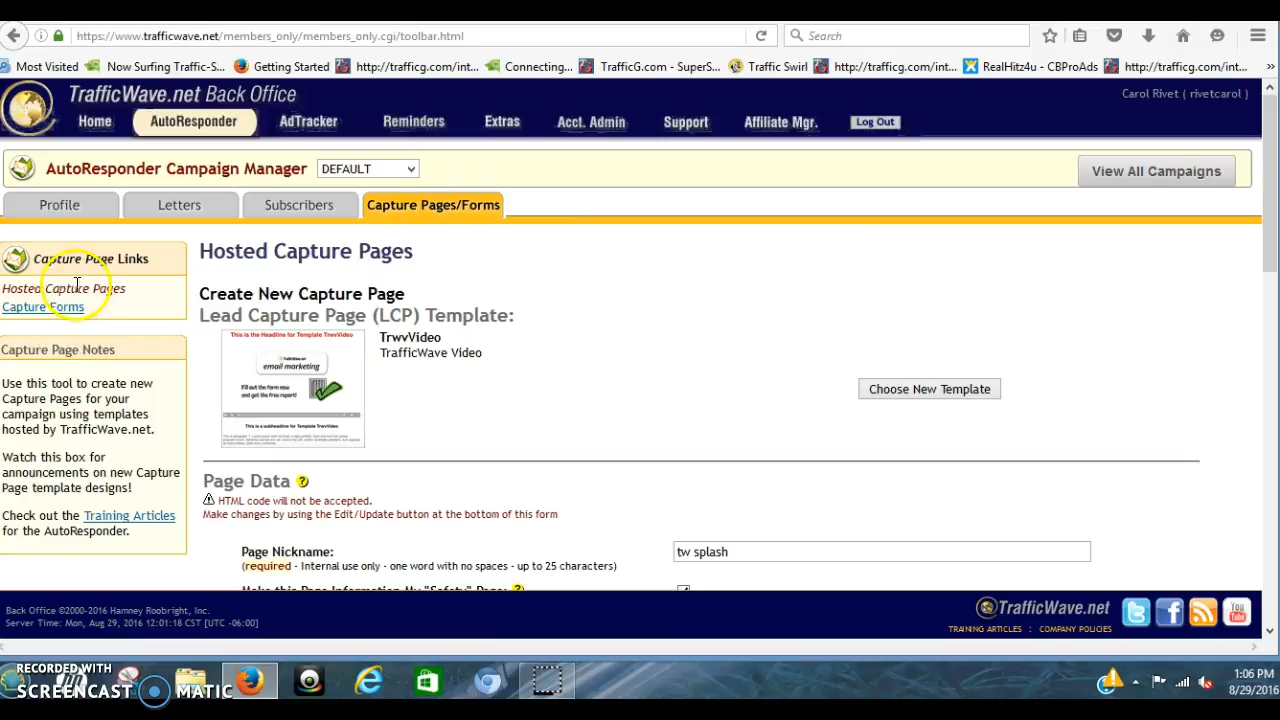 https://www.trafficwave.net/members_only/members_only.cgi/toolbar.html
Search
Most Visited
Now Surfing Traffic-S...
Getting Started
http://trafficg.com/int...
Connecting...
TrafficG.com - SuperS...
Traffic Swirl
http://trafficg.com/int...
RealHitz4u - CBProAds
http://trafficg.com/int...
TrafficWave.net Back Office
Carol Rivet ( rivetcarol )
Home
AutoResponder
AdTracker
Reminders
Extras
Acct. Admin
Support
Affiliate Mgr.
Log Out
AutoResponder Campaign Manager
DEFAULT
View All Campaigns
Profile
Letters
Subscribers
Capture Pages/Forms
Capture Page Links
Hosted Capture Pages
Capture Forms
Capture Page Notes
Use this tool to create new
Capture Pages for your
campaign using templates
hosted by TrafficWave.net.
Watch this box for
announcements on new Capture
Page template designs!
Check out the Training Articles
for the AutoResponder.
Hosted Capture Pages
Create New Capture Page
Lead Capture Page (LCP) Template:
This is the Headline for Template TrwvVideo
TrafficWave.net
email marketing
Fill out the form now
and get the free report!
This is a subheadline for Template TrwvVideo
TrwvVideo
TrafficWave Video
Choose New Template
Page Data
HTML code will not be accepted.
Make changes by using the Edit/Update button at the bottom of this form
Page Nickname:
tw splash
(required - Internal use only - one word with no spaces - up to 25 characters)
Make this Page Information My "Safety" Page:
Back Office ©2000-2016 Hamney Roobright, Inc.
Server Time: Mon, Aug 29, 2016 12:01:18 CST [UTC -06:00]
TrafficWave.net
TRAINING ARTICLES : COMPANY POLICIES
You Tube
RECORDED WITH
SCREENCAST MATIC
1:06 PM
8/29/2016